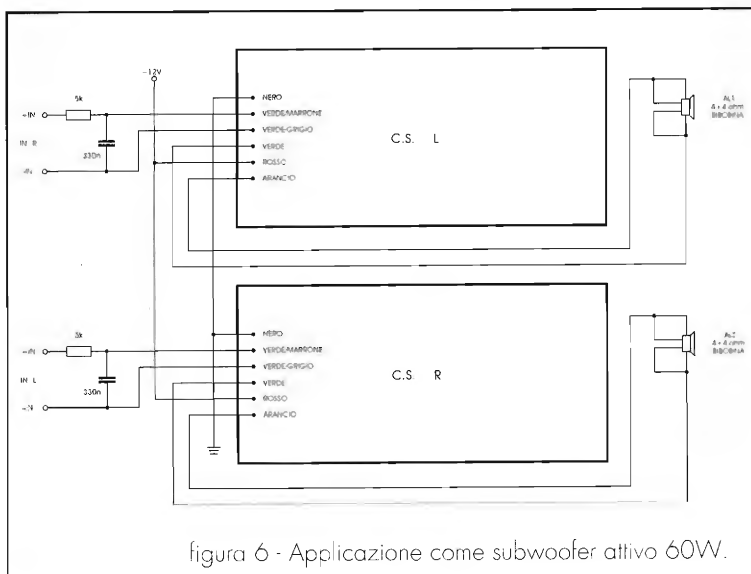 -12V
5k
+IN
330n
IN R
-IN
NERO
VERDE/MARRONE
VERDE/GRIGIO
VERDE
ROSSO
ARANCIO
C.S. L
4+4 ohm
BIBOBINA
5k
+IN
330n
IN L
-IN
NERO
VERDE/MARRONE
VERDE/GRIGIO
VERDE
ROSSO
ARANCIO
C.S. R
AL2
4+4 ohm
BIBOBINA
figura 6 - Applicazione come subwoofer attivo 60W.